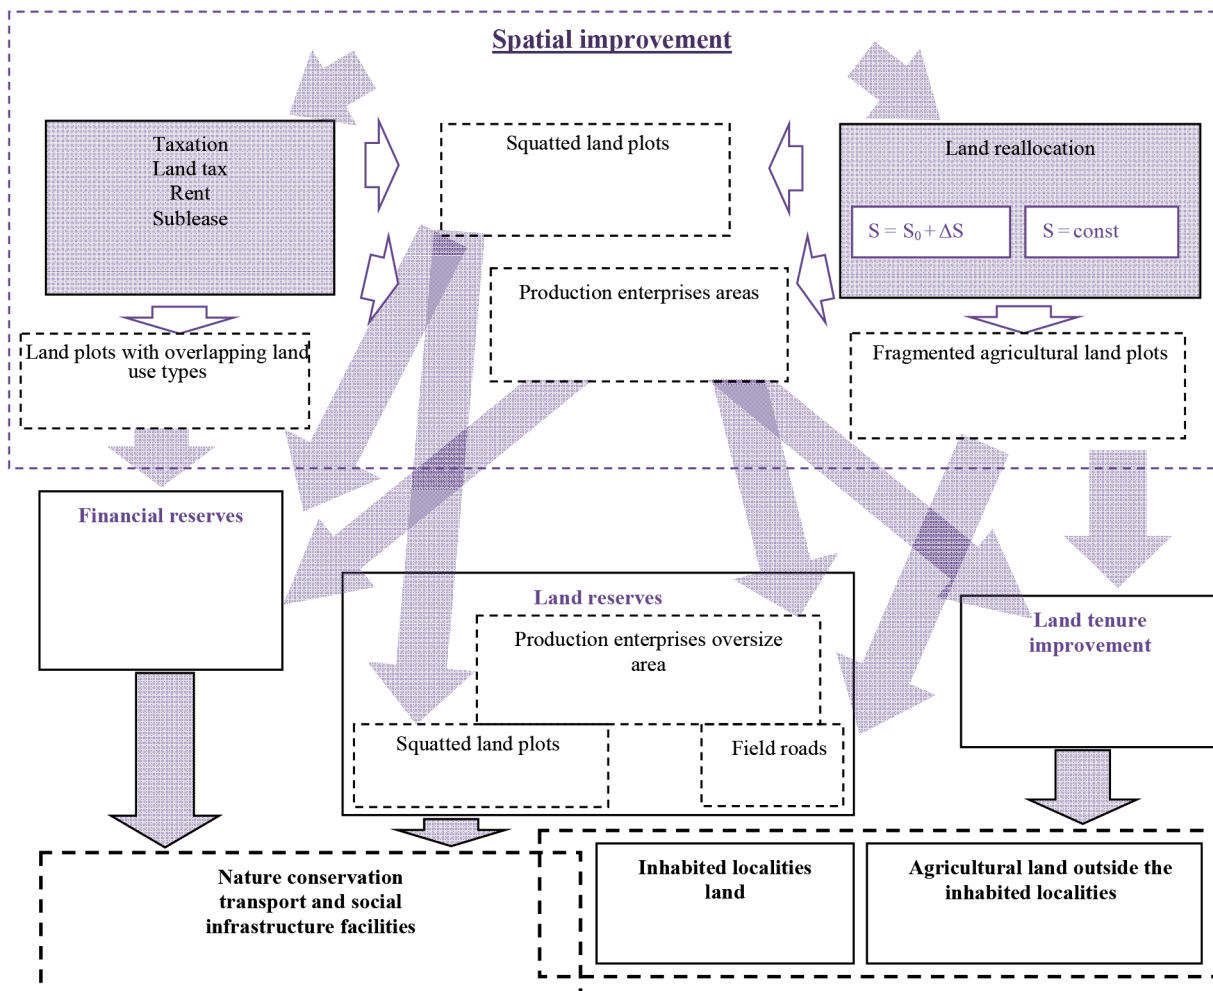 Spatial improvement
Taxation
Land tax
Rent
Sublease
Squatted land plots
Land reallocation
S = S₀ + ΔS
S = const
Production enterprises areas
Land plots with overlapping land
use types
Fragmented agricultural land plots
Financial reserves
Land reserves
Production enterprises oversize
area
Squatted land plots
Field roads
Land tenure
improvement
Nature conservation
transport and social
infrastructure facilities
Inhabited localities
land
Agricultural land outside the
inhabited localities